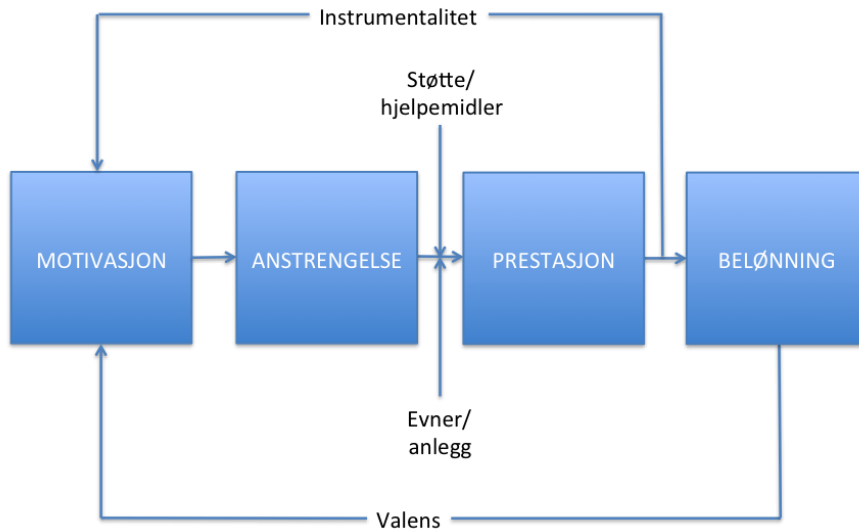 Instrumentalitet
Støtte/
hjelpemidler
MOTIVASJON
ANSTRENGELSE
PRESTASJON
BELØNNING
Evner/
anlegg
Valens